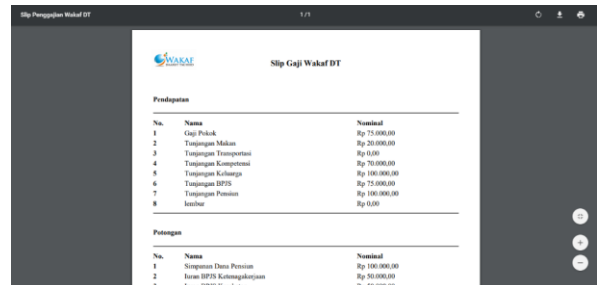 Slip Penggajian Wakaf DT
1/1
WAKAF
Slip Gaji Wakaf DT
Pendapatan
No. Nama Nominal
1 Gaji Pokok Rp 75.000,00
2 Tunjangan Makan Rp 20.000,00
3 Tunjangan Transportasi Rp 0,00
4 Tunjangan Kompetensi Rp 70.000,00
5 Tunjangan Keluarga Rp 100.000,00
6 Tunjangan BPJS Rp 75.000,00
7 Tunjangan Pensiun Rp 100.000,00
8 lembur Rp 0,00
Potongan
No. Nama Nominal
1 Simpanan Dana Pensiun Rp 100.000,00
2 Iuran BPJS Ketenagakerjaan Rp 50.000,00